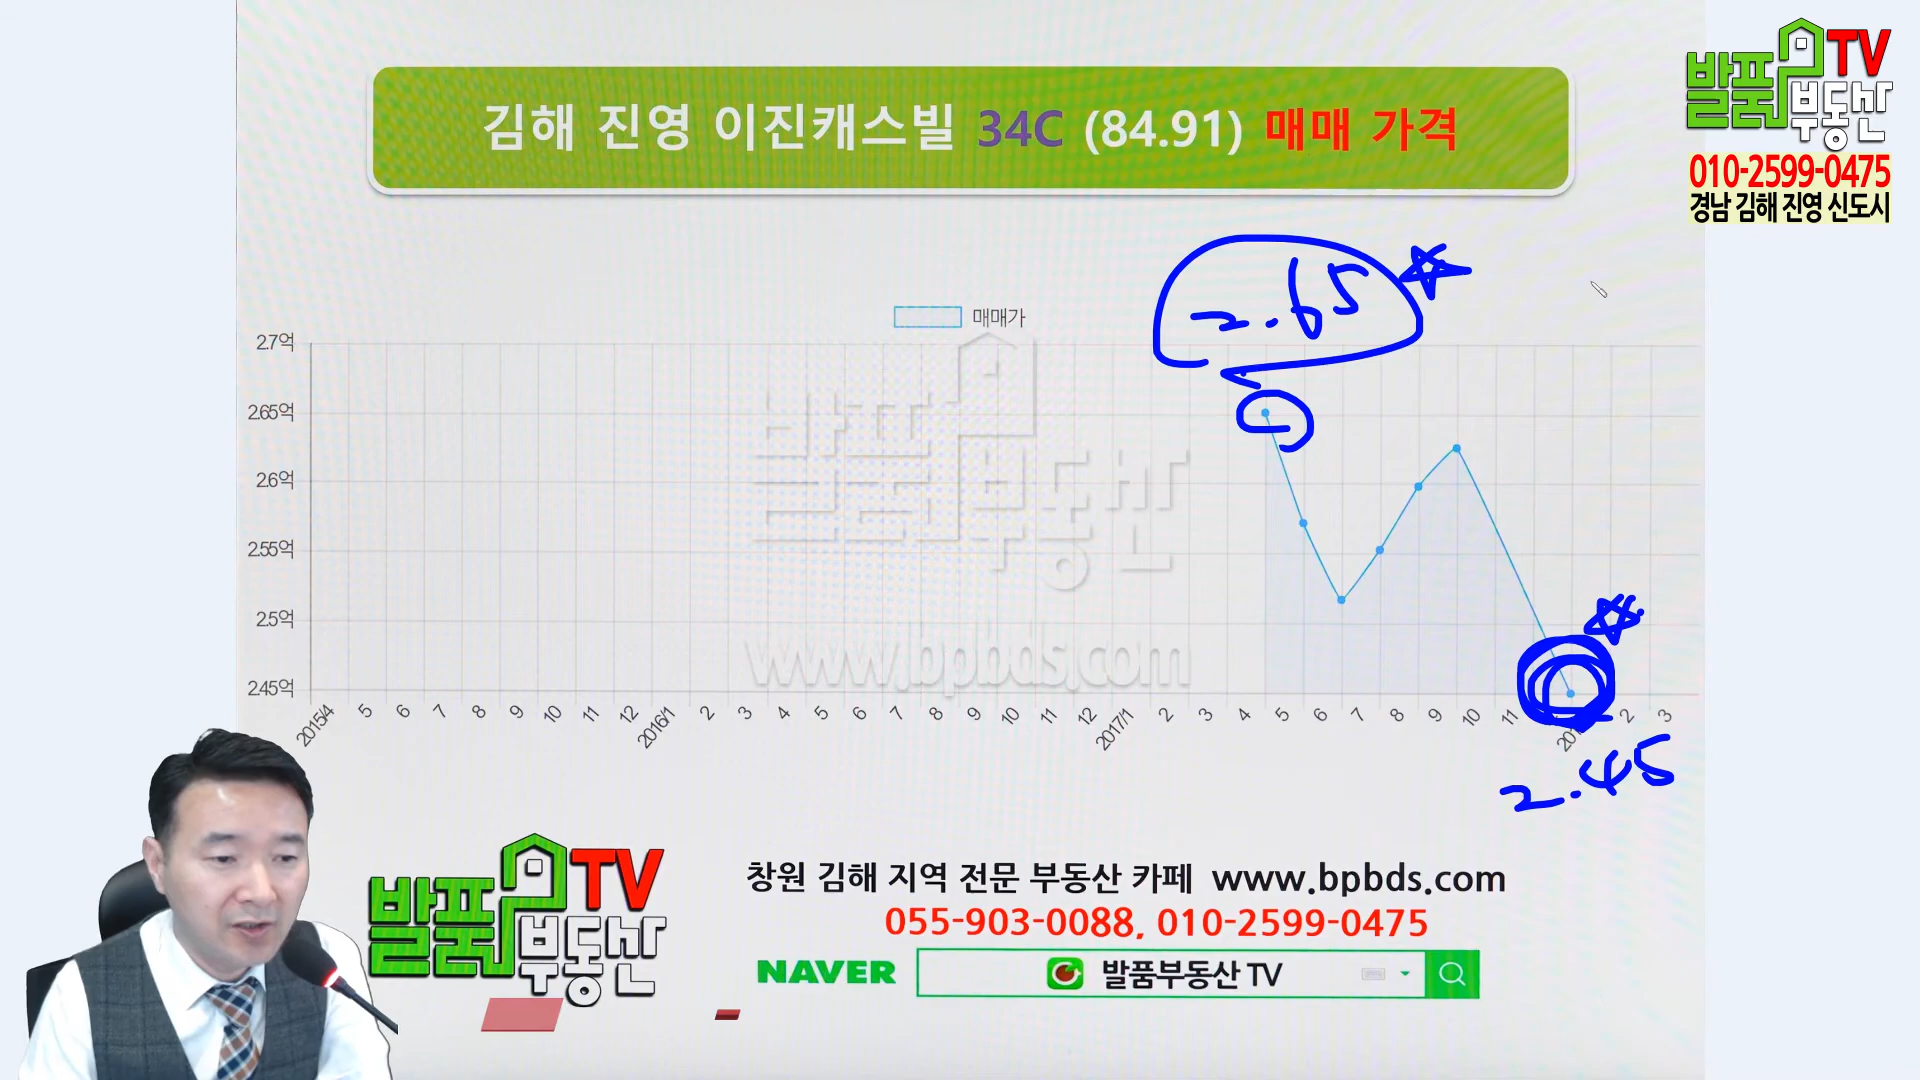 김해 진영 이진캐스빌 34C (84.91) 매매 가격
발품부동산 TV
010-2599-0475
경남 김해 진영 신도시
2.65
매매가
2.7억
2.65억
2.6억
2.55억
2.5억
2.45억
발품부동산
www.bpbds.com
2015/4 5 6 7 8 9 10 11 12 2016/1 2 3 4 5 6 7 8 9 10 11 12 2017/1 2 3 4 5 6 7 8 9 10 11 2 3
2.45
발품부동산 TV
창원 김해 지역 전문 부동산 카페 www.bpbds.com
055-903-0088, 010-2599-0475
NAVER 발품부동산 TV